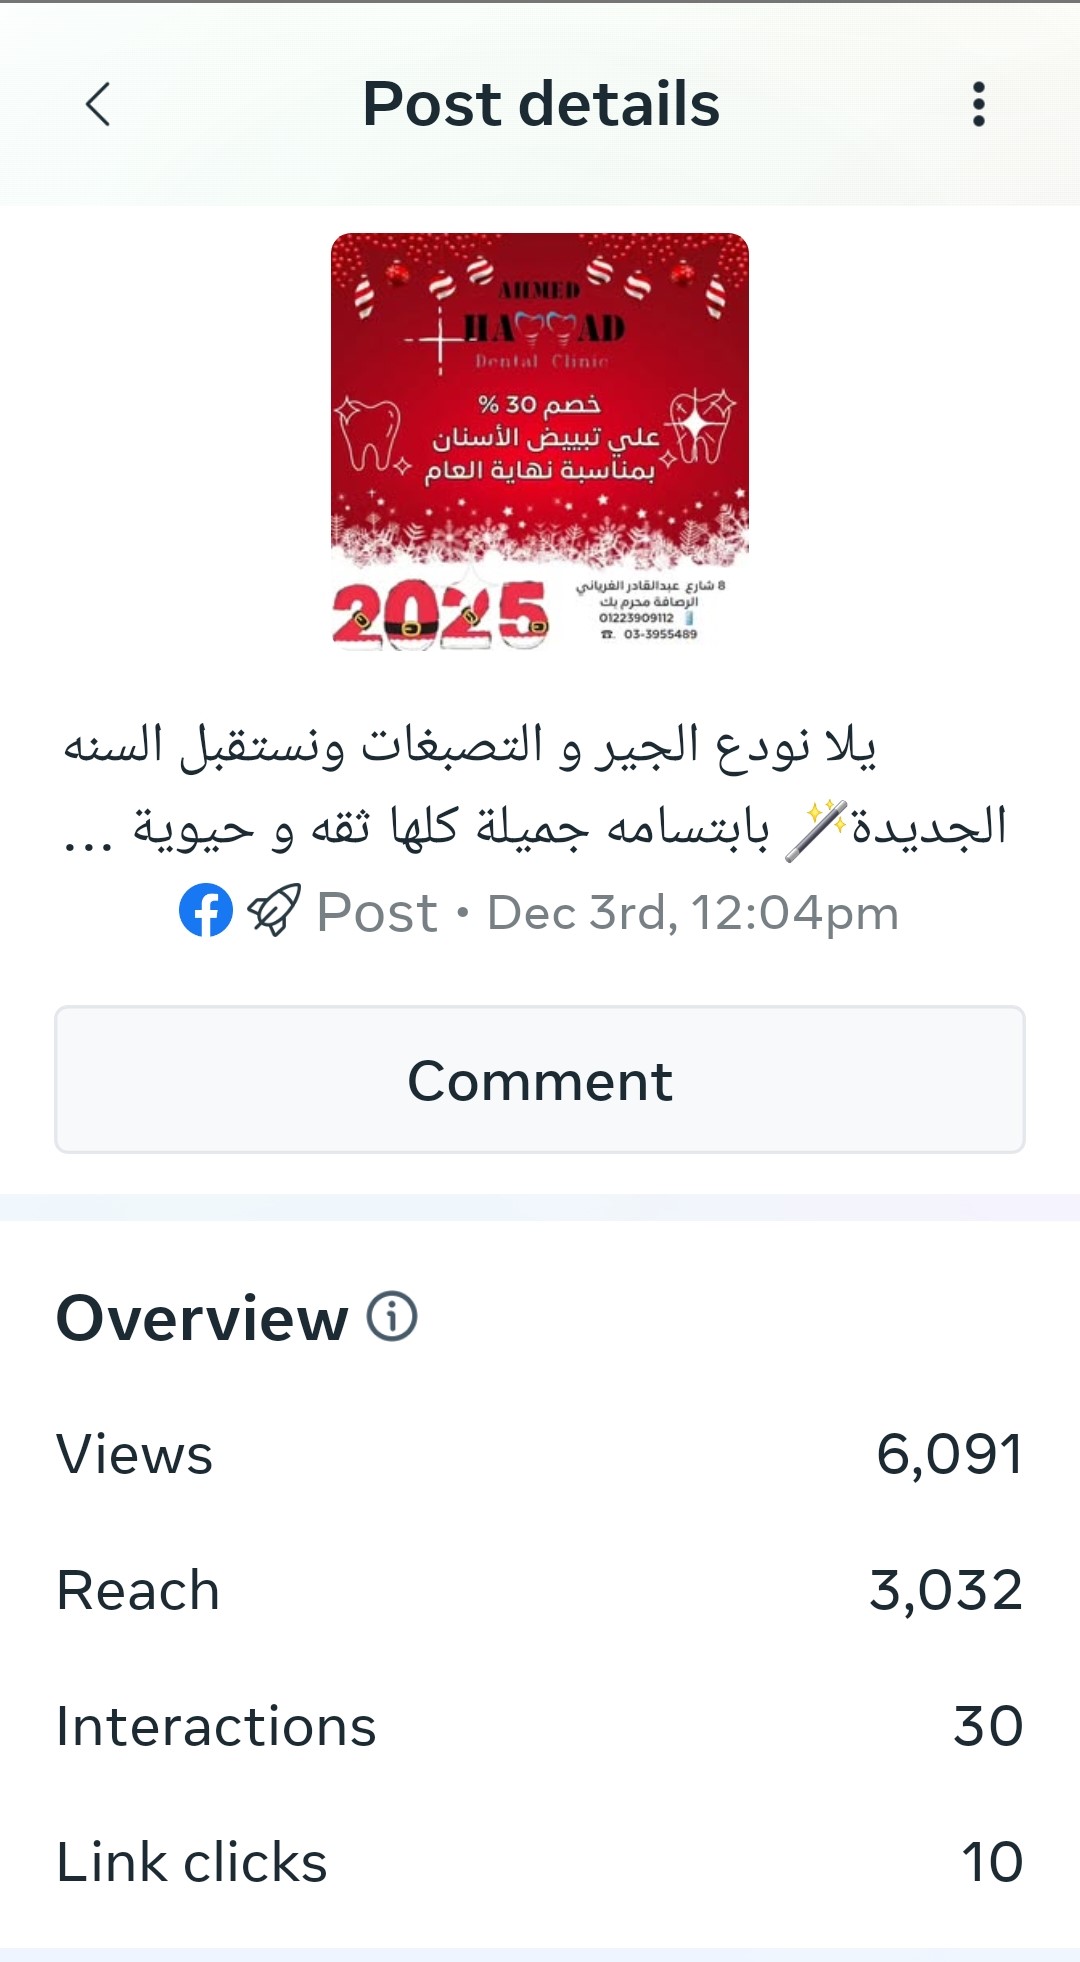 Post details
AHMED
HAMMAD
Dental Clinic
خصم 30 %
علي تبييض الأسنان
بمناسبة نهاية العام
2025
8 شارع عبدالقادر الغرياني
الرصافة محرم بك
01223909112
03-3955489
يلا نودع الجير و التصبغات ونستقبل السنه
الجديدة🪄 بابتسامه جميلة كلها ثقه و حيوية ...
Post • Dec 3rd, 12:04pm
Comment
Overview
Views 6,091
Reach 3,032
Interactions 30
Link clicks 10